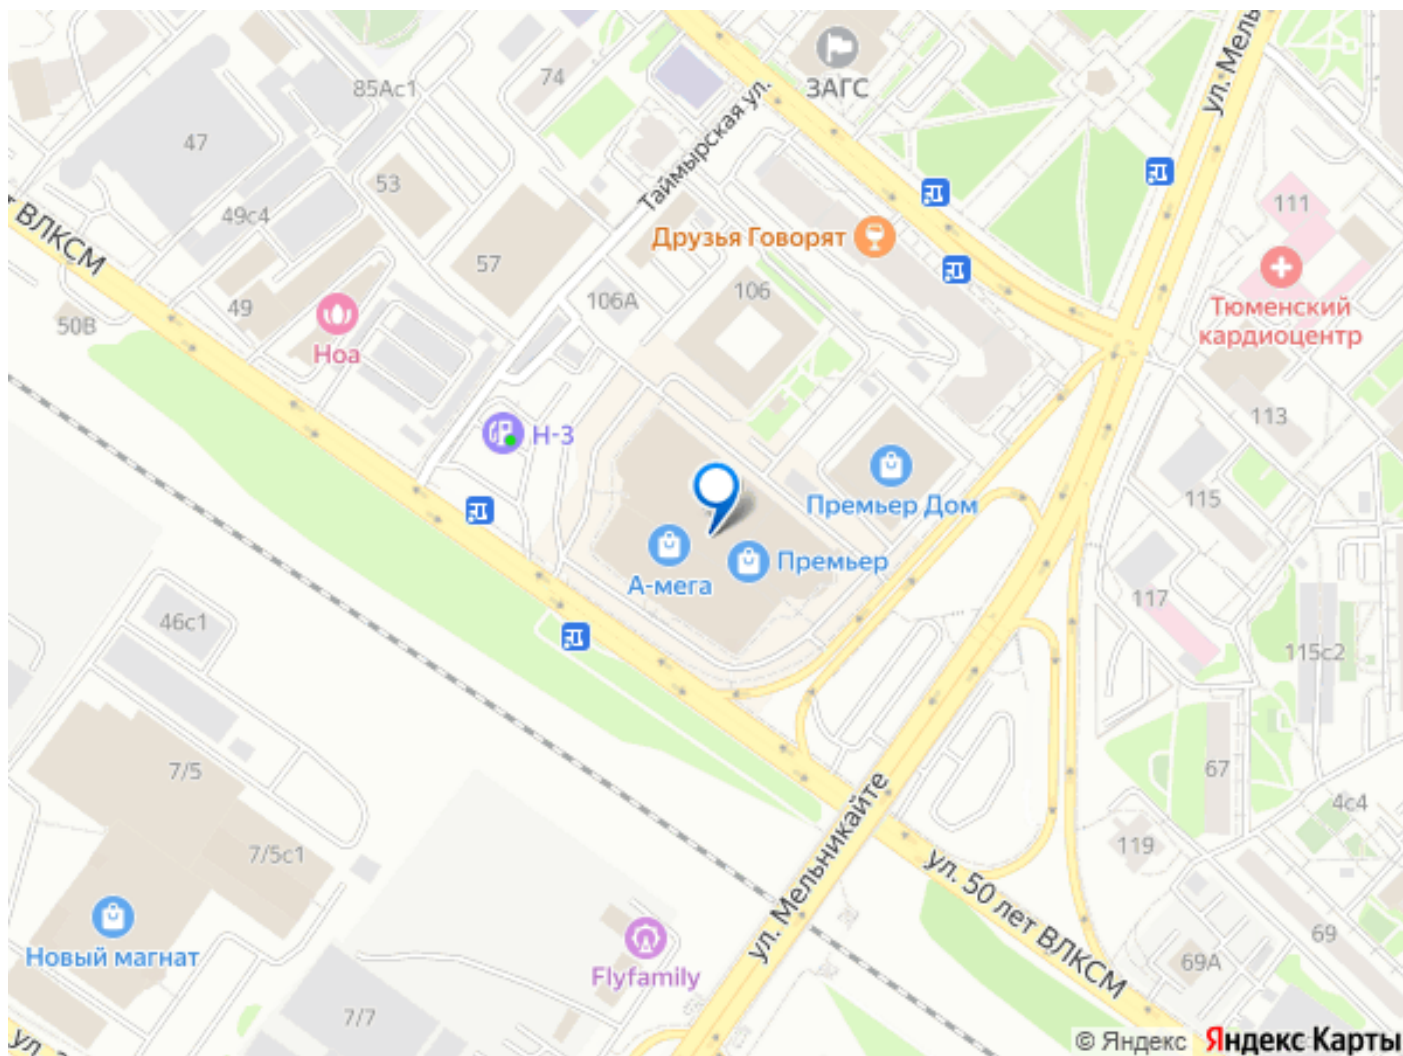 ул. Мель
ЗАГС
74
85Ас1
Таймырская ул.
47
53
111
49с4
ВЛКСМ
Друзья Говорят
57
106А
106
49
50В
Тюменский
кардиоцентр
Ноа
113
Н-3
115
Премьер Дом
Премьер
А-мега
117
46с1
115с2
7/5
67
4с4
119
7/5с1
ул. Мельникайте
ул. 50 лет ВЛКСМ
Новый магнат
Flyfamily
69
69А
7/7
ул.
© Яндекс
Яндекс Карты